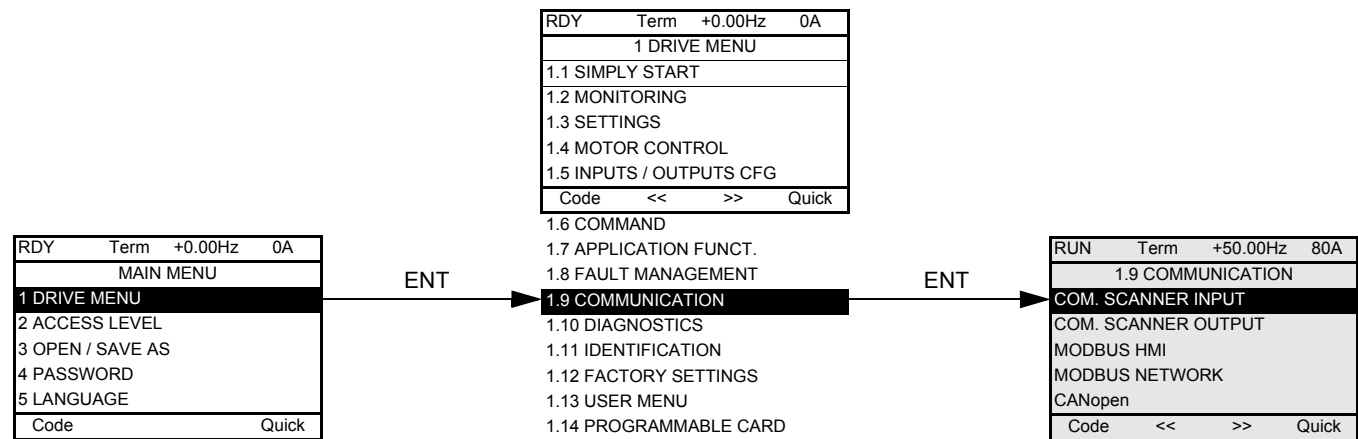 RDY Term +0.00Hz 0A
MAIN MENU
1 DRIVE MENU
2 ACCESS LEVEL
3 OPEN / SAVE AS
4 PASSWORD
5 LANGUAGE
Code Quick
ENT
RDY Term +0.00Hz 0A
1 DRIVE MENU
1.1 SIMPLY START
1.2 MONITORING
1.3 SETTINGS
1.4 MOTOR CONTROL
1.5 INPUTS / OUTPUTS CFG
Code << >> Quick
1.6 COMMAND
1.7 APPLICATION FUNCT.
1.8 FAULT MANAGEMENT
1.9 COMMUNICATION
1.10 DIAGNOSTICS
1.11 IDENTIFICATION
1.12 FACTORY SETTINGS
1.13 USER MENU
1.14 PROGRAMMABLE CARD
ENT
RUN Term +50.00Hz 80A
1.9 COMMUNICATION
COM. SCANNER INPUT
COM. SCANNER OUTPUT
MODBUS HMI
MODBUS NETWORK
CANopen
Code << >> Quick